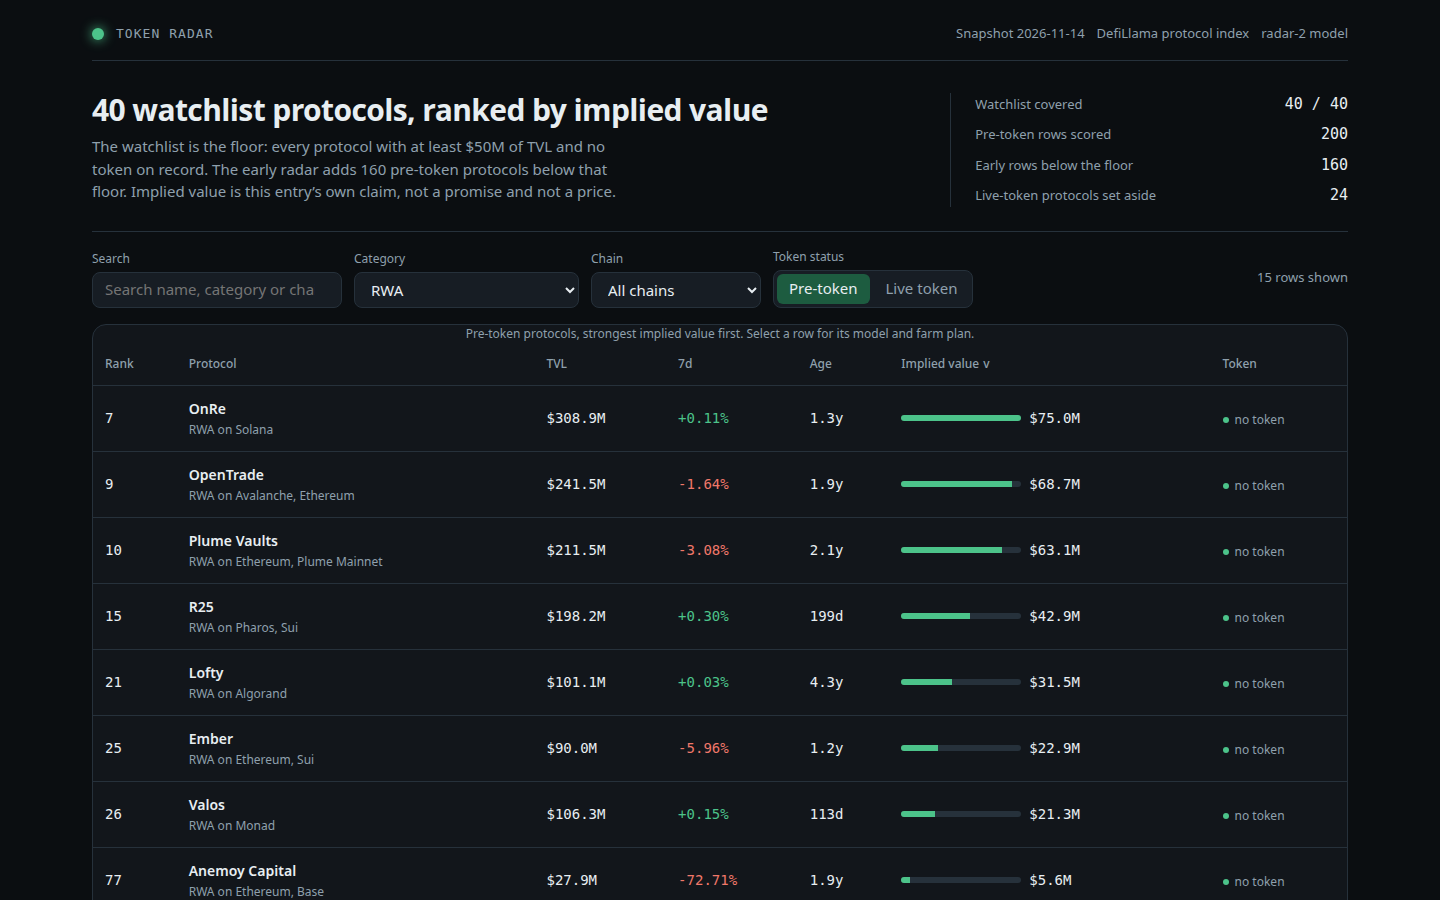 TOKEN RADAR
Snapshot 2026-11-14 DefiLlama protocol index radar-2 model
40 watchlist protocols, ranked by implied value
The watchlist is the floor: every protocol with at least $50M of TVL and no
token on record. The early radar adds 160 pre-token protocols below that
floor. Implied value is this entry’s own claim, not a promise and not a price.
Watchlist covered 40 / 40
Pre-token rows scored 200
Early rows below the floor 160
Live-token protocols set aside 24
Search Category Chain Token status
Search name, category or cha RWA All chains Pre-token Live token 15 rows shown
Pre-token protocols, strongest implied value first. Select a row for its model and farm plan.
Rank Protocol TVL 7d Age Implied value v Token
7 OnRe $308.9M +0.11% 1.3y $75.0M no token
RWA on Solana
9 OpenTrade $241.5M -1.64% 1.9y $68.7M no token
RWA on Avalanche, Ethereum
10 Plume Vaults $211.5M -3.08% 2.1y $63.1M no token
RWA on Ethereum, Plume Mainnet
15 R25 $198.2M +0.30% 199d $42.9M no token
RWA on Pharos, Sui
21 Lofty $101.1M +0.03% 4.3y $31.5M no token
RWA on Algorand
25 Ember $90.0M -5.96% 1.2y $22.9M no token
RWA on Ethereum, Sui
26 Valos $106.3M +0.15% 113d $21.3M no token
RWA on Monad
77 Anemoy Capital $27.9M -72.71% 1.9y $5.6M no token
RWA on Ethereum, Base